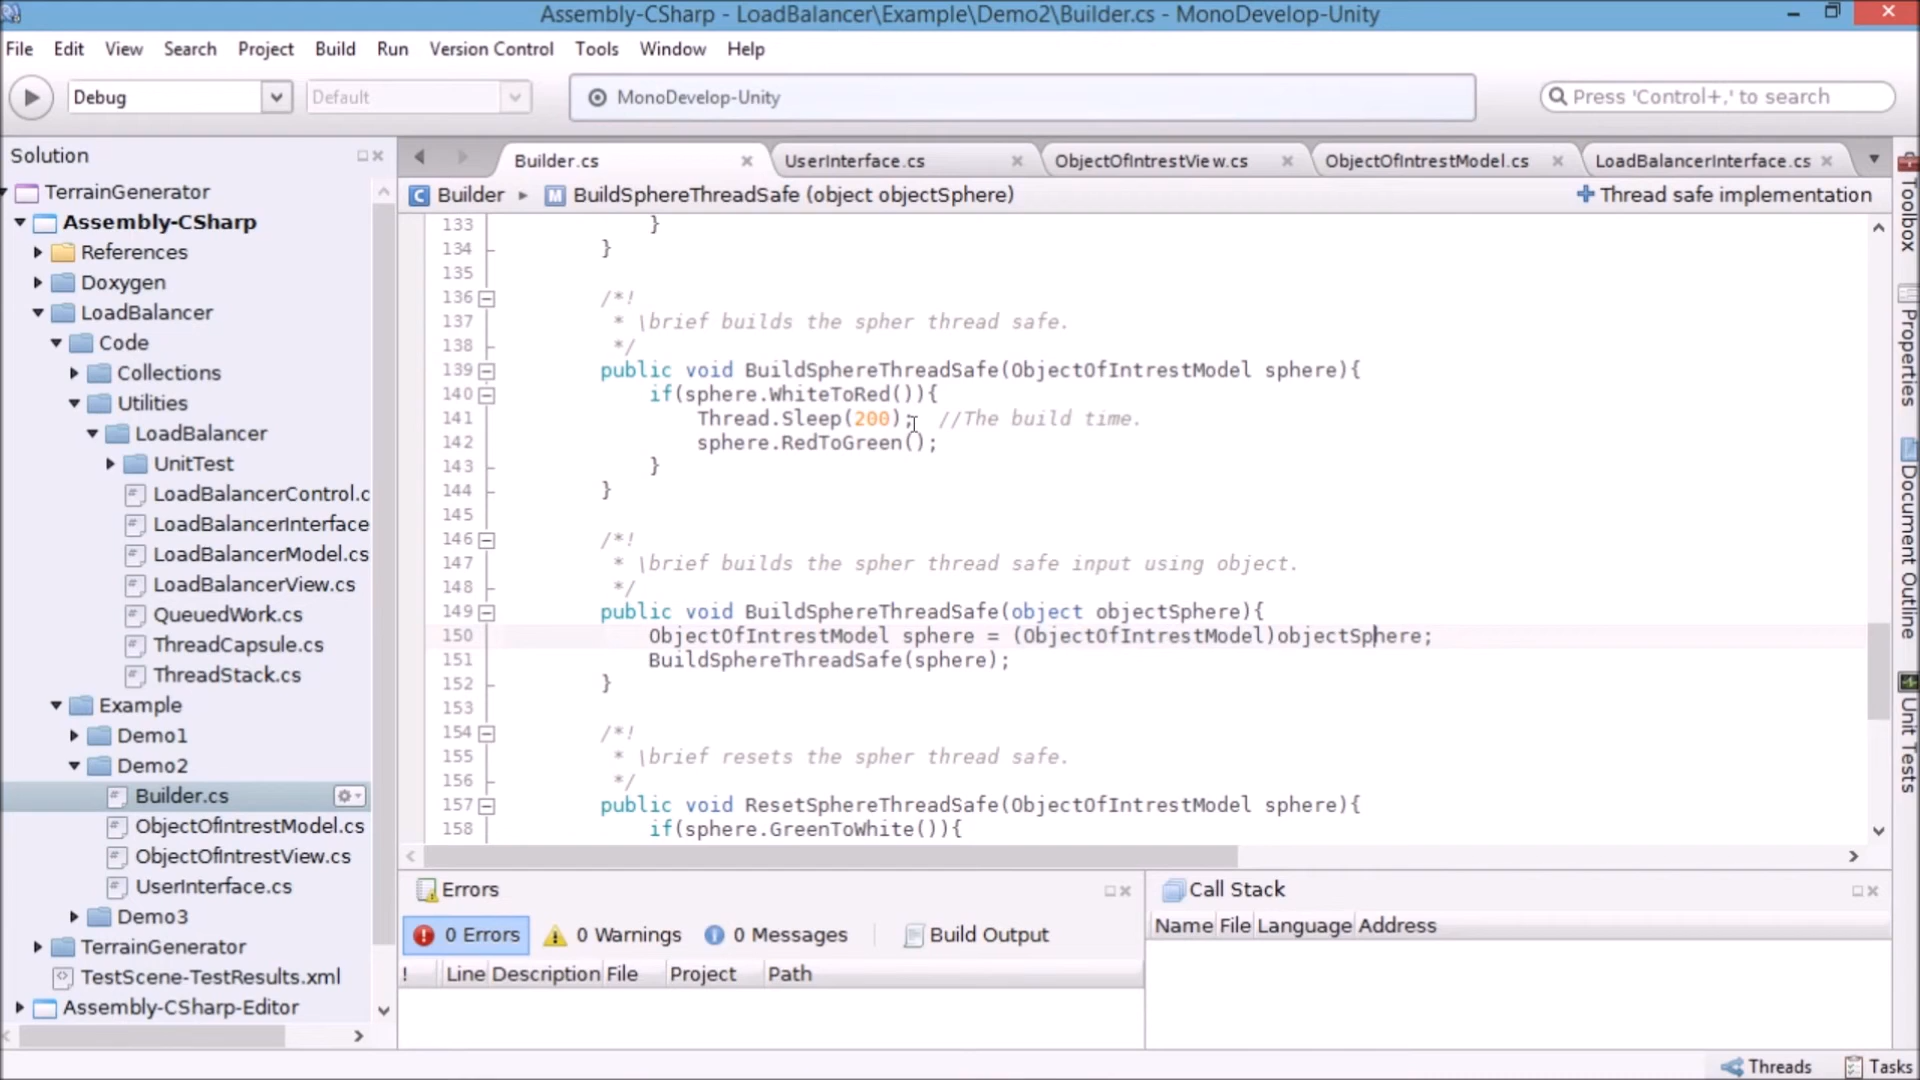 Assembly-CSharp - LoadBalancer\Example\Demo2\Builder.cs - MonoDevelop-Unity
File Edit View Search Project Build Run Version Control Tools Window Help
Debug Default MonoDevelop-Unity Press 'Control+,' to search
Solution
TerrainGenerator
Assembly-CSharp
References
Doxygen
LoadBalancer
Code
Collections
Utilities
LoadBalancer
UnitTest
LoadBalancerControl.c
LoadBalancerInterface
LoadBalancerModel.cs
LoadBalancerView.cs
QueuedWork.cs
ThreadCapsule.cs
ThreadStack.cs
Example
Demo1
Demo2
Builder.cs
ObjectOfIntrestModel.cs
ObjectOfIntrestView.cs
UserInterface.cs
Demo3
TerrainGenerator
TestScene-TestResults.xml
Assembly-CSharp-Editor
Builder.cs UserInterface.cs ObjectOfIntrestView.cs ObjectOfIntrestModel.cs LoadBalancerInterface.cs
C Builder M BuildSphereThreadSafe (object objectSphere) Thread safe implementation
133 }
134 }
135
136 /*!
137 * \brief builds the spher thread safe.
138 */
139 public void BuildSphereThreadSafe(ObjectOfIntrestModel sphere){
140 if(sphere.WhiteToRed()){
141 Thread.Sleep(200); //The build time.
142 sphere.RedToGreen();
143 }
144 }
145
146 /*!
147 * \brief builds the spher thread safe input using object.
148 */
149 public void BuildSphereThreadSafe(object objectSphere){
150 ObjectOfIntrestModel sphere = (ObjectOfIntrestModel)objectSphere;
151 BuildSphereThreadSafe(sphere);
152 }
153
154 /*!
155 * \brief resets the spher thread safe.
156 */
157 public void ResetSphereThreadSafe(ObjectOfIntrestModel sphere){
158 if(sphere.GreenToWhite()){
Toolbox
Properties
Document Outline
Unit Tests
Errors
0 Errors 0 Warnings 0 Messages Build Output
! Line Description File Project Path
Call Stack
Name File Language Address
Threads Tasks